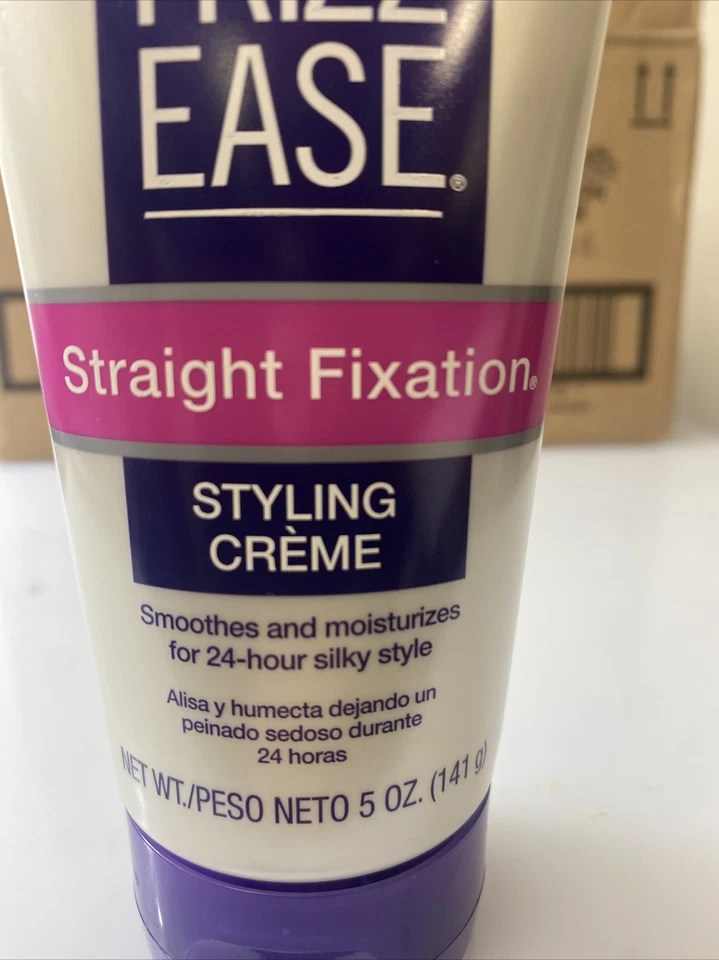 FRIZZ
EASE®
Straight Fixation®
STYLING
CRÈME
Smoothes and moisturizes
for 24-hour silky style
Alisa y humecta dejando un
peinado sedoso durante
24 horas
NET WT./PESO NETO 5 OZ. (141 g)